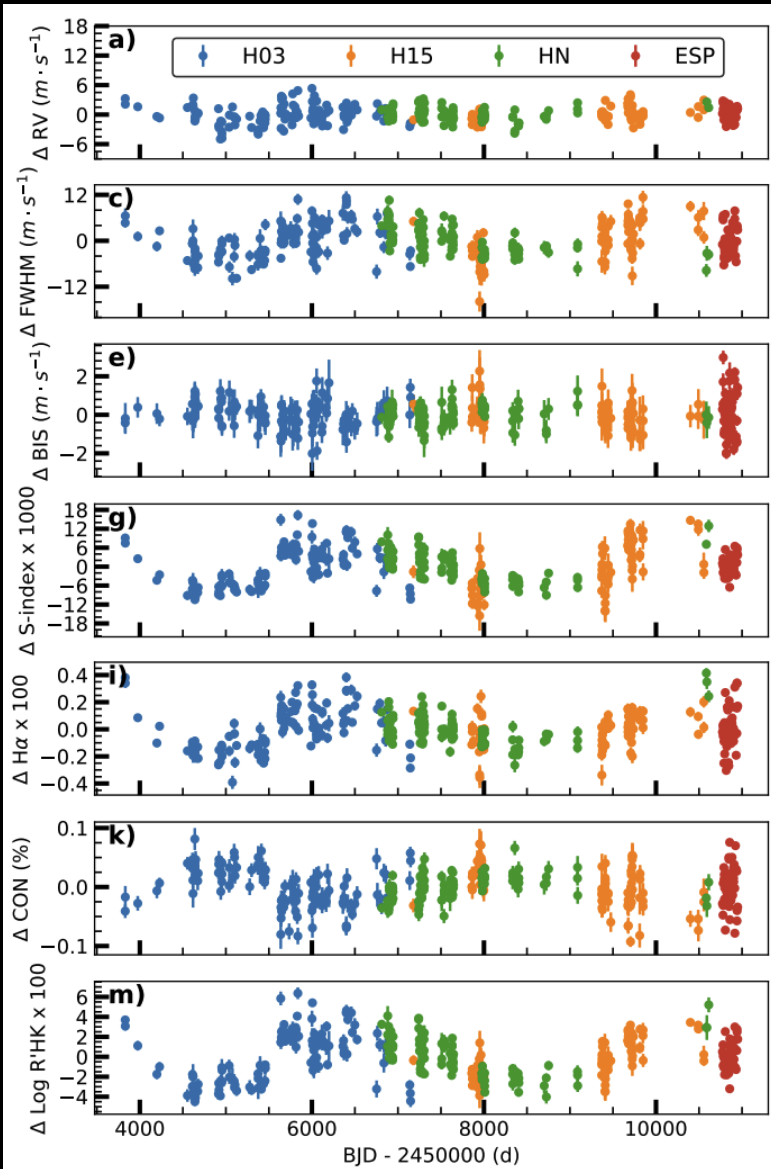 a)
H03 H15 HN ESP
Δ RV (m · s⁻¹)
18
6
−6
c)
Δ FWHM (m · s⁻¹)
12
0
−12
e)
Δ BIS (m · s⁻¹)
2
0
−2
g)
Δ S-index x 1000
18
12
6
0
−6
−12
−18
i)
Δ Hα x 100
0.4
0.2
0.0
−0.2
−0.4
k)
Δ CON (%)
0.1
0.0
−0.1
m)
Δ Log R'HK x 100
6
4
2
0
−2
−4
4000 6000 8000 10000
BJD - 2450000 (d)